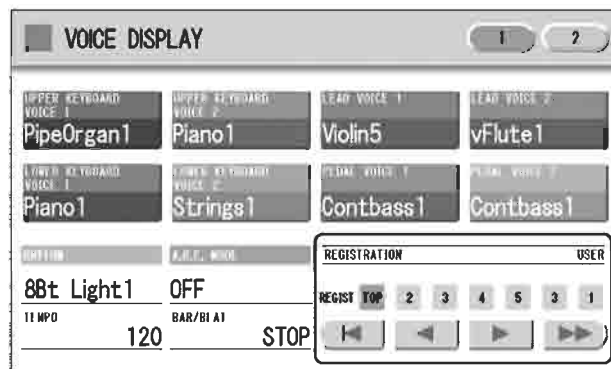 VOICE DISPLAY
1 2
UPPER KEYBOARD
VOICE 1
PipeOrgan1
UPPER KEYBOARD
VOICE 2
Piano1
LEAD VOICE 1
Violin5
LEAD VOICE 2
vFlute1
LOWER KEYBOARD
VOICE 1
Piano1
LOWER KEYBOARD
VOICE 2
Strings1
PEDAL VOICE 1
Contbass1
PEDAL VOICE 2
Contbass1
RHYTHM
8Bt Light1
A.B.C. MODE
OFF
TEMPO
120
BAR/BEAT
STOP
REGISTRATION USER
REGIST TOP 2 3 4 5 3 1